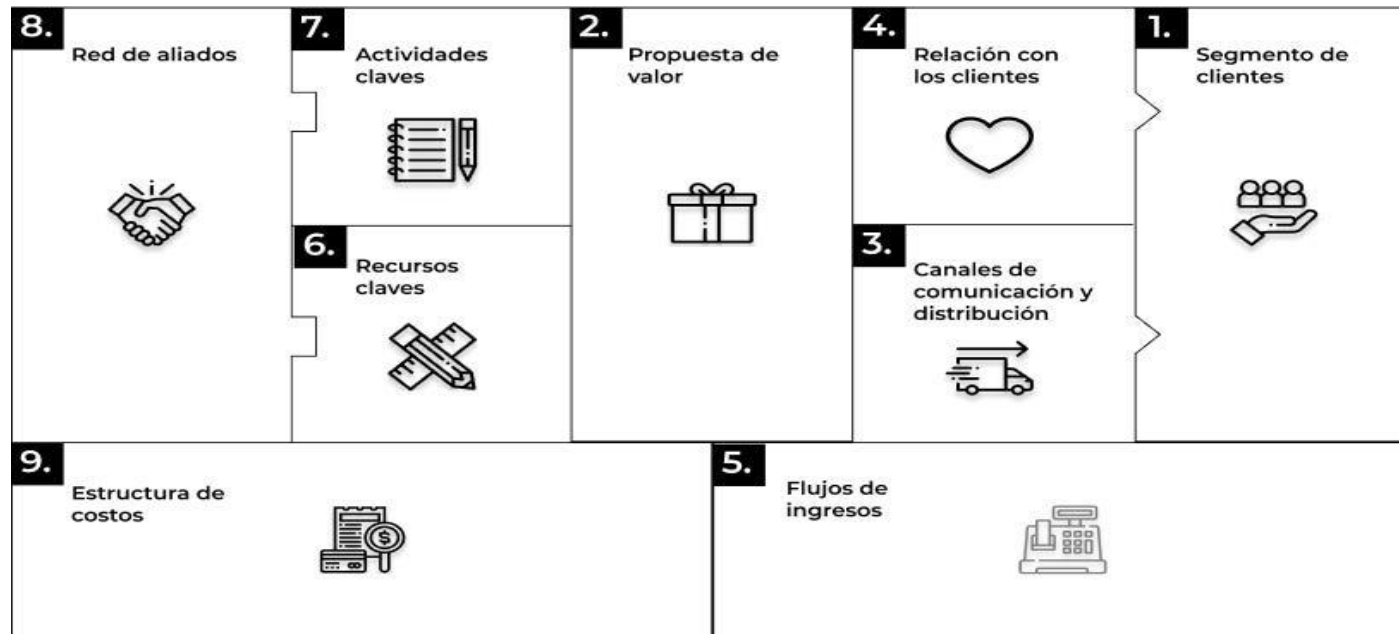 8.
Red de aliados
7.
Actividades
claves
2.
Propuesta de
valor
4.
Relación con
los clientes
1.
Segmento de
clientes
6.
Recursos
claves
3.
Canales de
comunicación y
distribución
9.
Estructura de
costos
$
5.
Flujos de
ingresos